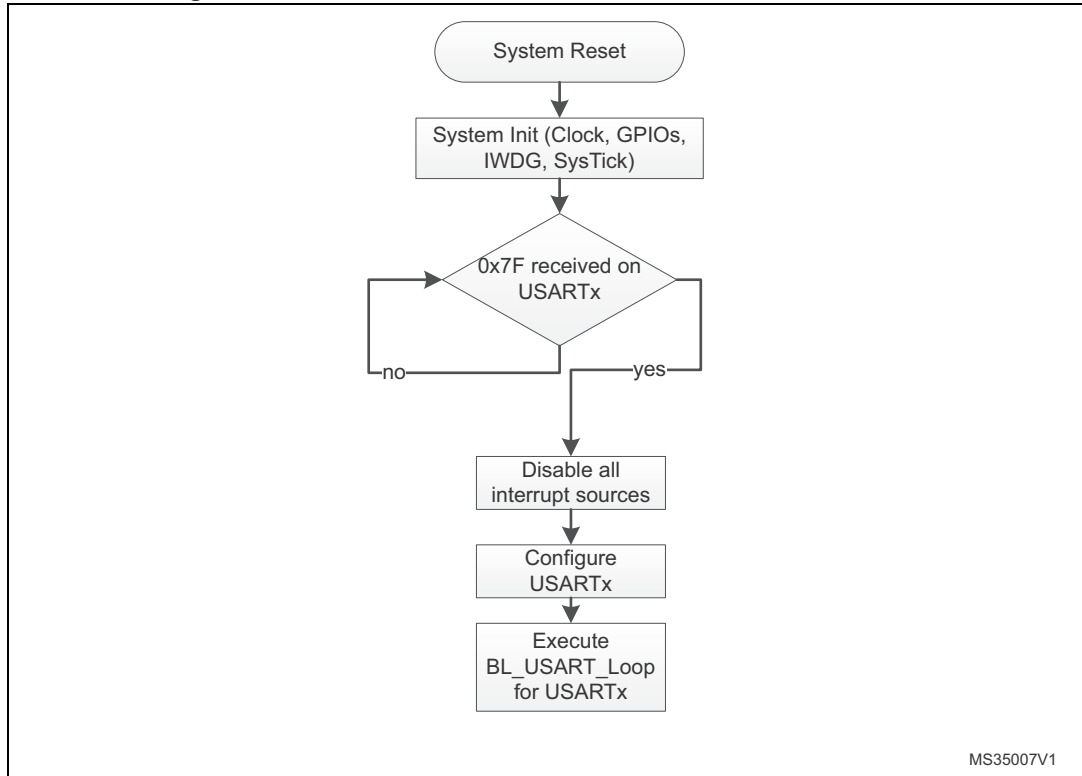 System Reset
System Init (Clock, GPIOs,
IWDG, SysTick)
0x7F received on
USARTx
no
yes
Disable all
interrupt sources
Configure
USARTx
Execute
BL_USART_Loop
for USARTx
MS35007V1